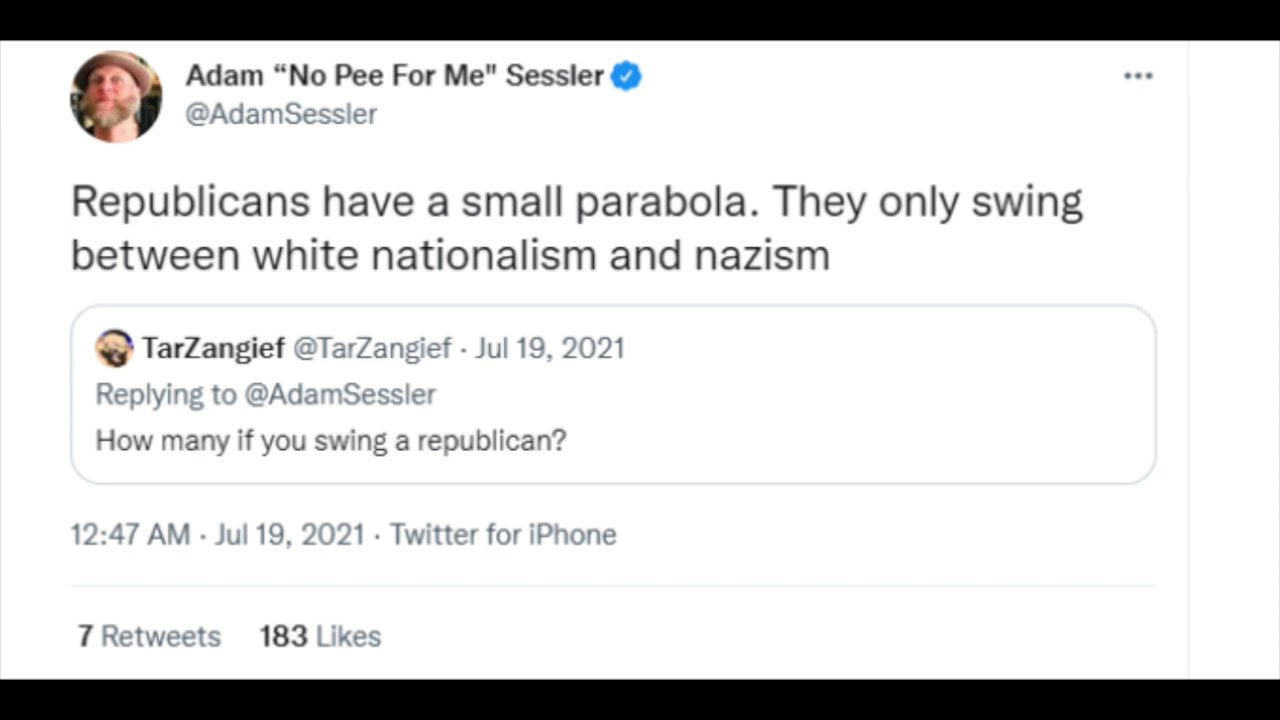 Adam “No Pee For Me" Sessler
@AdamSessler
Republicans have a small parabola. They only swing
between white nationalism and nazism
TarZangief @TarZangief · Jul 19, 2021
Replying to @AdamSessler
How many if you swing a republican?
12:47 AM · Jul 19, 2021 · Twitter for iPhone
7 Retweets 183 Likes